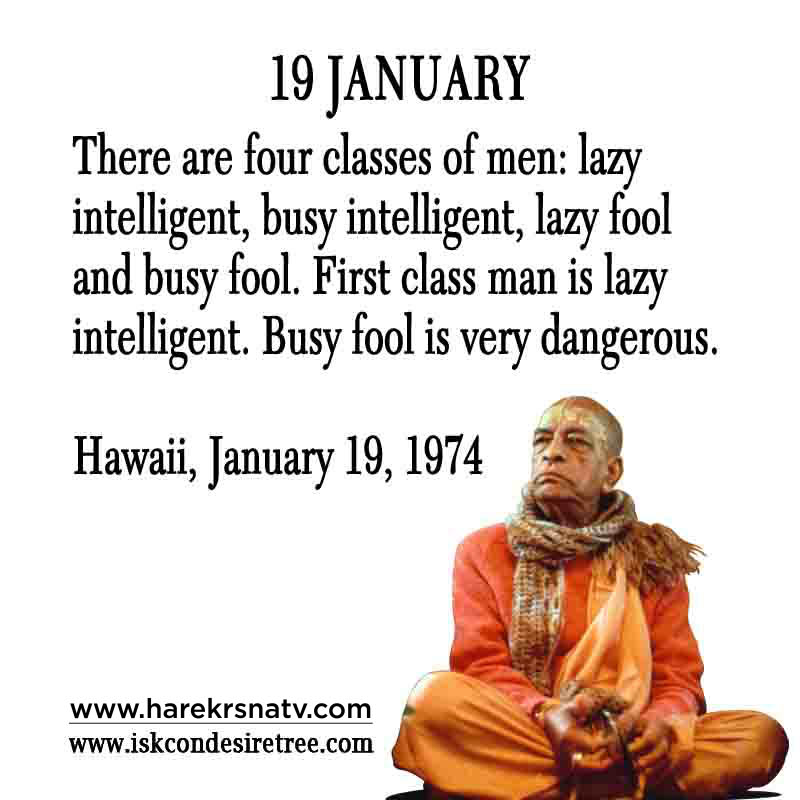 19 JANUARY
There are four classes of men: lazy
intelligent, busy intelligent, lazy fool
and busy fool. First class man is lazy
intelligent. Busy fool is very dangerous.
Hawaii, January 19, 1974
www.harekrsnatv.com
www.iskcondesiretree.com